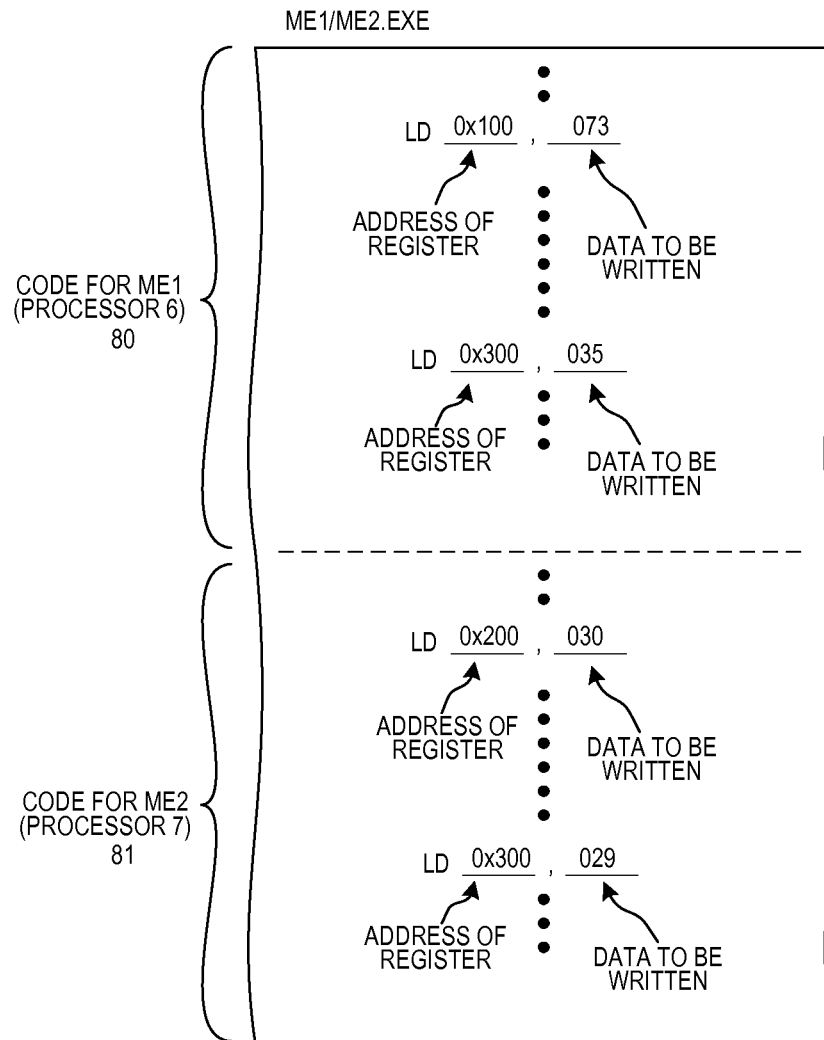 ME1/ME2.EXE
LD 0x100 , 073
ADDRESS OF
REGISTER
DATA TO BE
WRITTEN
CODE FOR ME1
(PROCESSOR 6)
80
LD 0x300 , 035
ADDRESS OF
REGISTER
DATA TO BE
WRITTEN
LD 0x200 , 030
ADDRESS OF
REGISTER
DATA TO BE
WRITTEN
CODE FOR ME2
(PROCESSOR 7)
81
LD 0x300 , 029
ADDRESS OF
REGISTER
DATA TO BE
WRITTEN